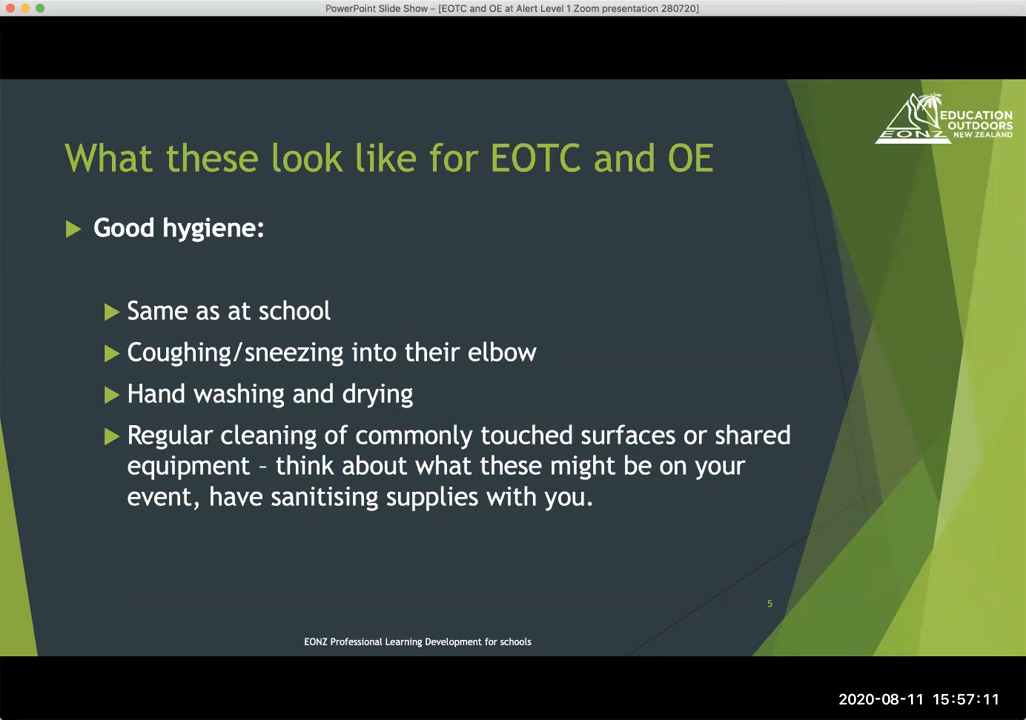 PowerPoint Slide Show – [EOTC and OE at Alert Level 1 Zoom presentation 280720]
EDUCATION
OUTDOORS
NEW ZEALAND
EONZ
What these look like for EOTC and OE
Good hygiene:
Same as at school
Coughing/sneezing into their elbow
Hand washing and drying
Regular cleaning of commonly touched surfaces or shared
equipment – think about what these might be on your
event, have sanitising supplies with you.
5
EONZ Professional Learning Development for schools
2020-08-11 15:57:11